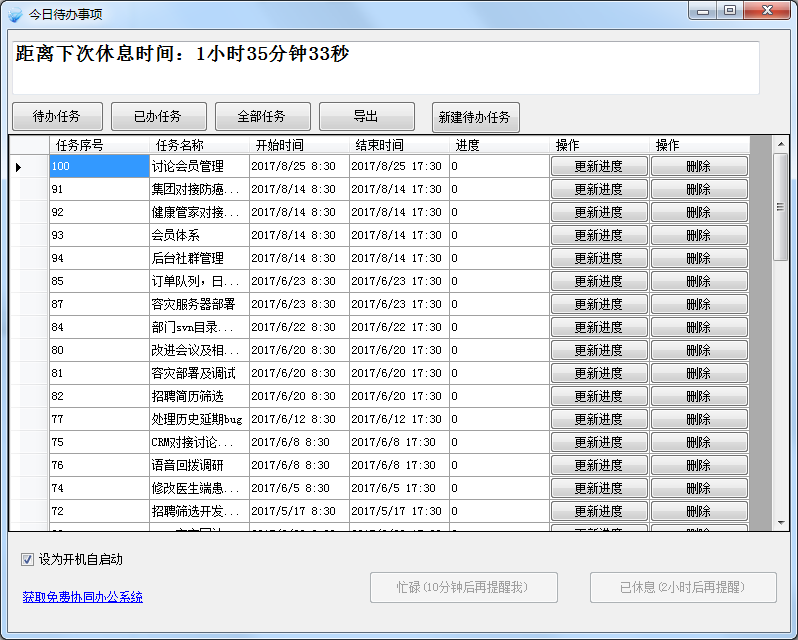 今日待办事项
距离下次休息时间：1小时35分钟33秒
待办任务 已办任务 全部任务 导出 新建待办任务
任务序号 任务名称 开始时间 结束时间 进度 操作 操作
100 讨论会员管理 2017/8/25 8:30 2017/8/25 17:30 0 更新进度 删除
91 集团对接防癌... 2017/8/14 8:30 2017/8/14 17:30 0 更新进度 删除
92 健康管家对接... 2017/8/14 8:30 2017/8/14 17:30 0 更新进度 删除
93 会员体系 2017/8/14 8:30 2017/8/14 17:30 0 更新进度 删除
94 后台社群管理 2017/8/14 8:30 2017/8/14 17:30 0 更新进度 删除
85 订单队列，日... 2017/6/23 8:30 2017/6/23 17:30 0 更新进度 删除
87 容灾服务器部署 2017/6/23 8:30 2017/6/23 17:30 0 更新进度 删除
84 部门svn目录... 2017/6/22 8:30 2017/6/22 17:30 0 更新进度 删除
80 改进会议及相... 2017/6/20 8:30 2017/6/20 17:30 0 更新进度 删除
81 容灾部署及调试 2017/6/20 8:30 2017/6/20 17:30 0 更新进度 删除
82 招聘简历筛选 2017/6/20 8:30 2017/6/20 17:30 0 更新进度 删除
77 处理历史延期bug 2017/6/12 8:30 2017/6/12 17:30 0 更新进度 删除
75 CRM对接讨论... 2017/6/8 8:30 2017/6/8 17:30 0 更新进度 删除
76 语音回拨调研 2017/6/8 8:30 2017/6/8 17:30 0 更新进度 删除
74 修改医生端患... 2017/6/5 8:30 2017/6/5 17:30 0 更新进度 删除
72 招聘筛选开发... 2017/5/17 8:30 2017/5/17 17:30 0 更新进度 删除
设为开机自启动
忙碌(10分钟后再提醒我) 已休息(2小时后再提醒)
获取免费协同办公系统